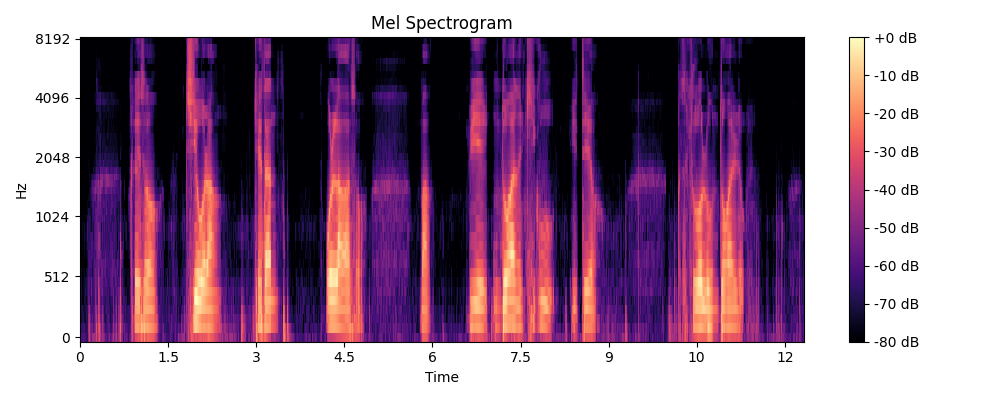 Mel Spectrogram
8192
4096
2048
1024
512
0
Hz
0 1.5 3 4.5 6 7.5 9 10 12
Time
+0 dB
-10 dB
-20 dB
-30 dB
-40 dB
-50 dB
-60 dB
-70 dB
-80 dB